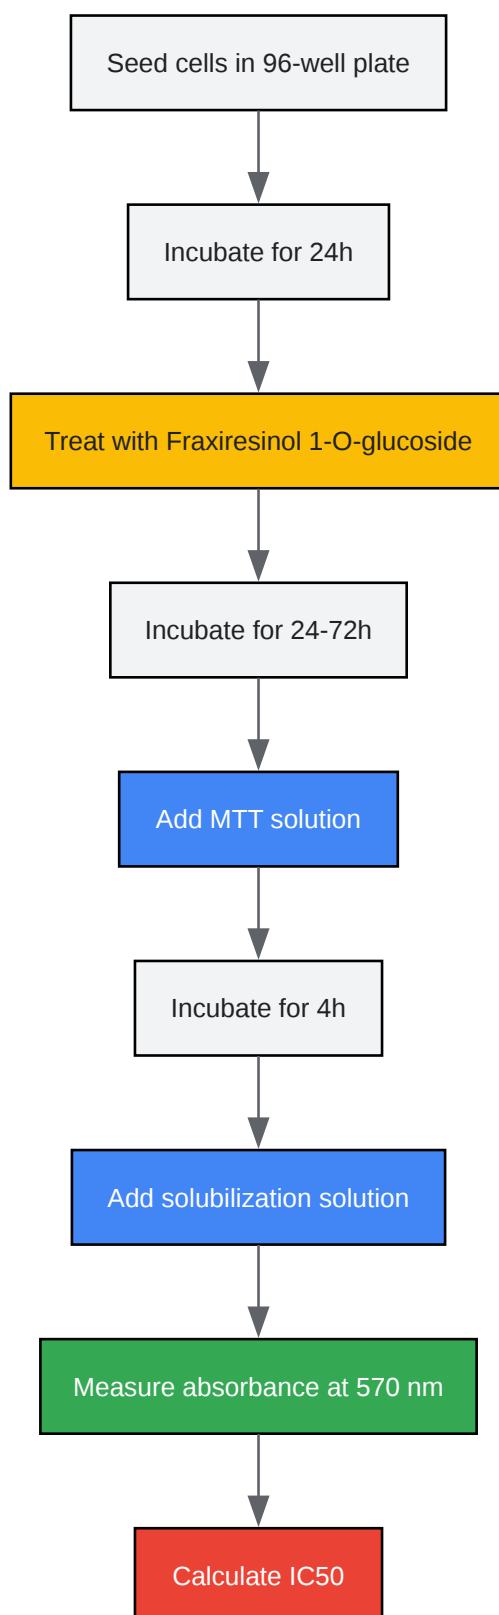 Seed cells in 96-well plate
Incubate for 24h
Treat with Fraxiresinol 1-O-glucoside
Incubate for 24-72h
Add MTT solution
Incubate for 4h
Add solubilization solution
Measure absorbance at 570 nm
Calculate IC50